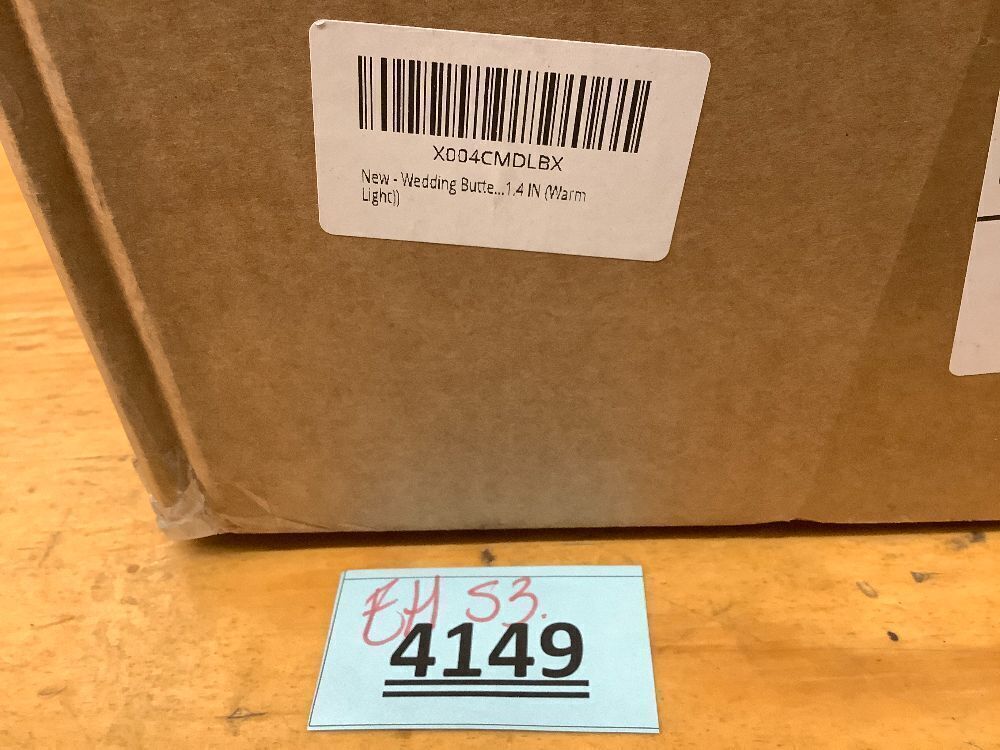 X004CMDLBX
New - Wedding Butte...1.4 IN (Warm
Light))
EH S3.
4149